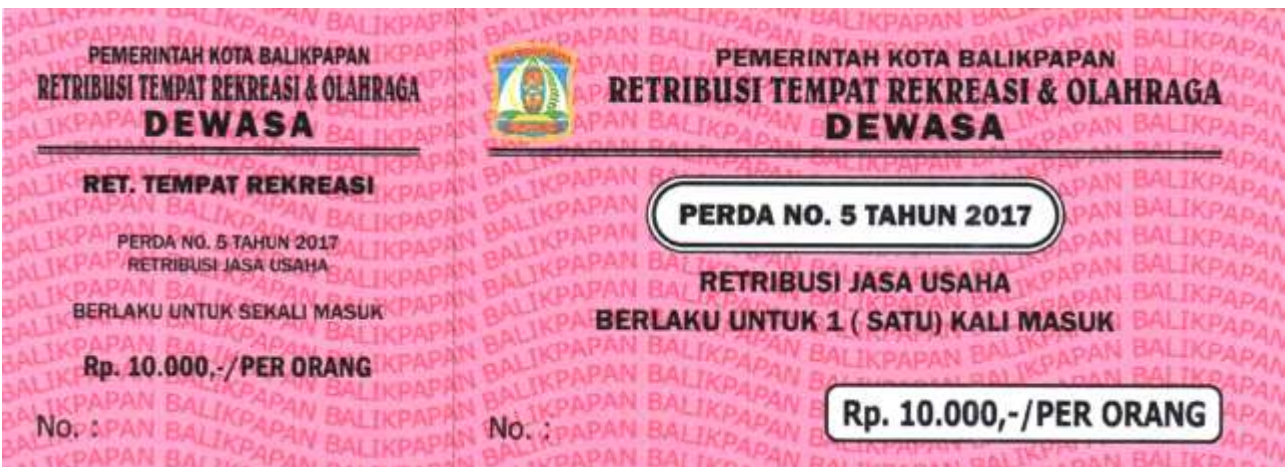 PEMERINTAH KOTA BALIKPAPAN
RETRIBUSI TEMPAT REKREASI & OLAHRAGA
DEWASA
RET. TEMPAT REKREASI
PERDA NO. 5 TAHUN 2017
RETRIBUSI JASA USAHA
BERLAKU UNTUK SEKALI MASUK
Rp. 10.000,-/PER ORANG
No. :
PEMERINTAH KOTA BALIKPAPAN
RETRIBUSI TEMPAT REKREASI & OLAHRAGA
DEWASA
PERDA NO. 5 TAHUN 2017
RETRIBUSI JASA USAHA
BERLAKU UNTUK 1 ( SATU) KALI MASUK
Rp. 10.000,-/PER ORANG
No. :